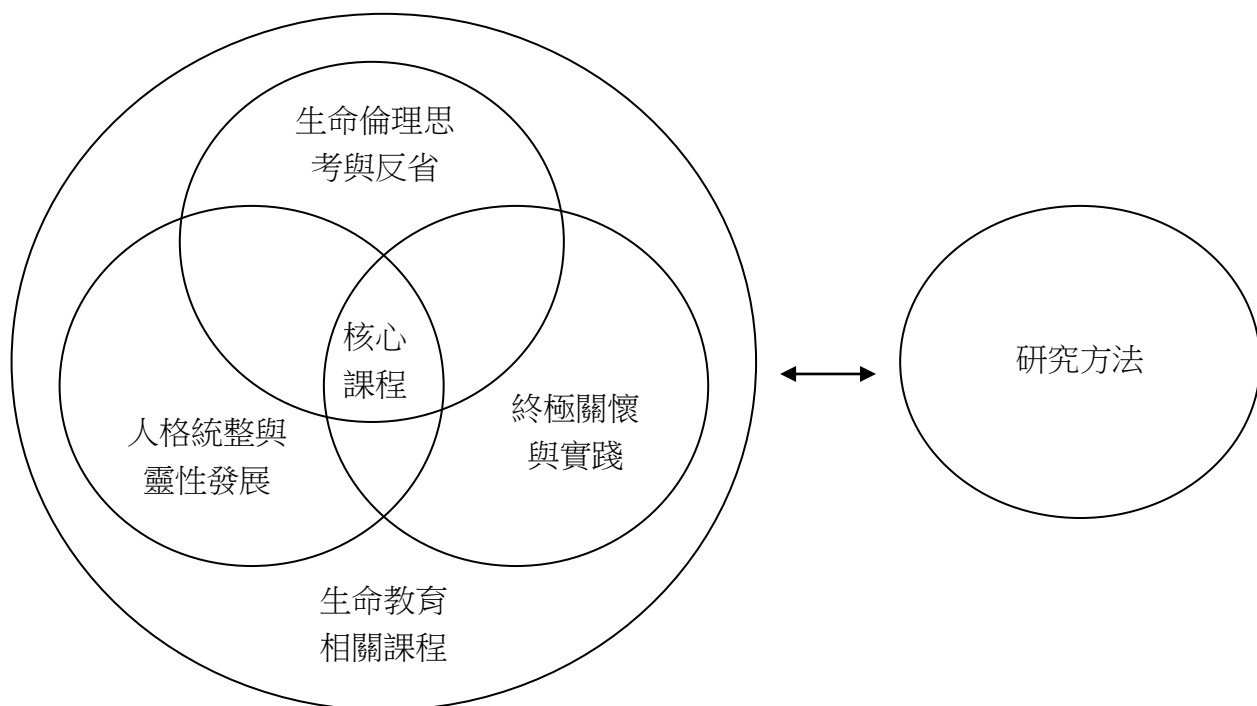 生命倫理思
考與反省
核心
課程
人格統整與
靈性發展
終極關懷
與實踐
生命教育
相關課程
研究方法